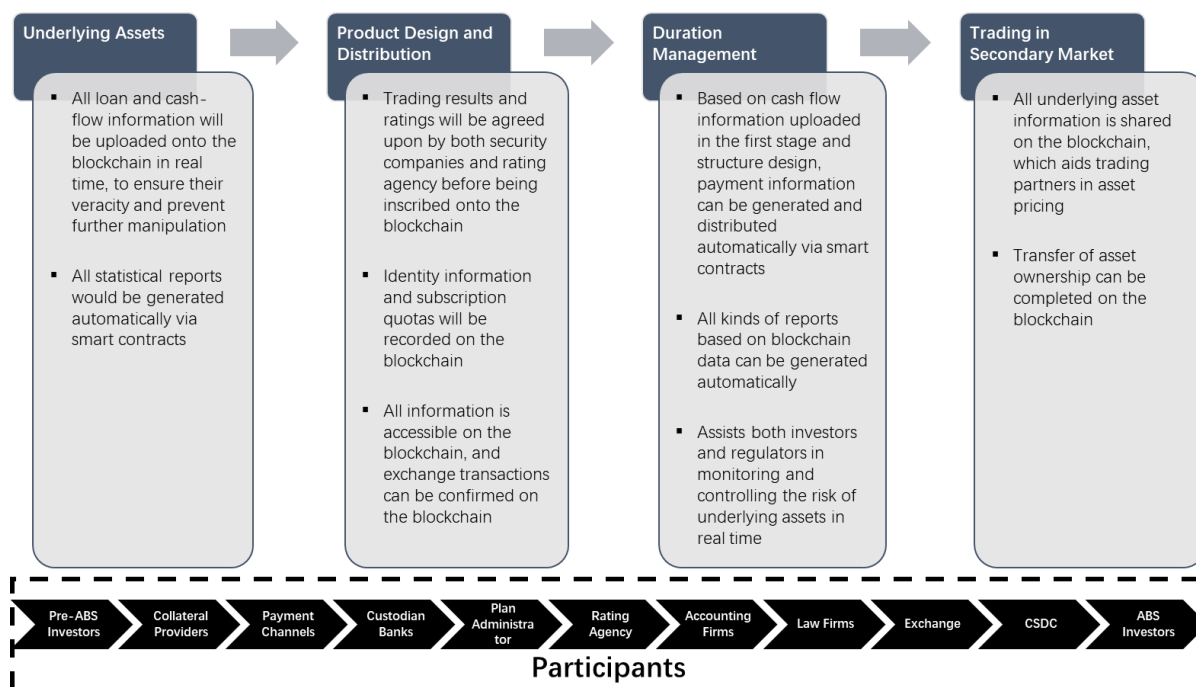 Underlying Assets
▪ All loan and cash-
flow information will
be uploaded onto the
blockchain in real
time, to ensure their
veracity and prevent
further manipulation
▪ All statistical reports
would be generated
automatically via
smart contracts
Product Design and
Distribution
▪ Trading results and
ratings will be agreed
upon by both security
companies and rating
agency before being
inscribed onto the
blockchain
▪ Identity information
and subscription
quotas will be
recorded on the
blockchain
▪ All information is
accessible on the
blockchain, and
exchange transactions
can be confirmed on
the blockchain
Duration
Management
▪ Based on cash flow
information uploaded
in the first stage and
structure design,
payment information
can be generated and
distributed
automatically via smart
contracts
▪ All kinds of reports
based on blockchain
data can be generated
automatically
▪ Assists both investors
and regulators in
monitoring and
controlling the risk of
underlying assets in
real time
Trading in
Secondary Market
▪ All underlying asset
information is shared
on the blockchain,
which aids trading
partners in asset
pricing
▪ Transfer of asset
ownership can be
completed on the
blockchain
Pre-ABS
Investors
Collateral
Providers
Payment
Channels
Custodian
Banks
Plan
Administra
tor
Rating
Agency
Accounting
Firms
Law Firms
Exchange
CSDC
ABS
Investors
Participants